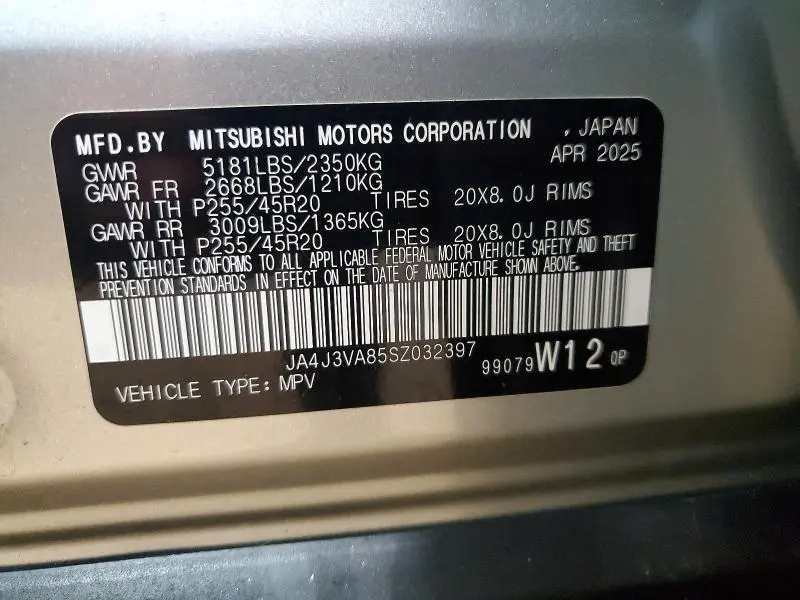 MFD.BY MITSUBISHI MOTORS CORPORATION , JAPAN
APR 2025
GVWR 5181LBS/2350KG
GAWR FR 2668LBS/1210KG
WITH P255/45R20 TIRES 20X8.0J RIMS
GAWR RR 3009LBS/1365KG
WITH P255/45R20 TIRES 20X8.0J RIMS
THIS VEHICLE CONFORMS TO ALL APPLICABLE FEDERAL MOTOR VEHICLE SAFETY AND THEFT
PREVENTION STANDARDS IN EFFECT ON THE DATE OF MANUFACTURE SHOWN ABOVE.
JA4J3VA85SZ032397
99079 W12 OP
VEHICLE TYPE: MPV